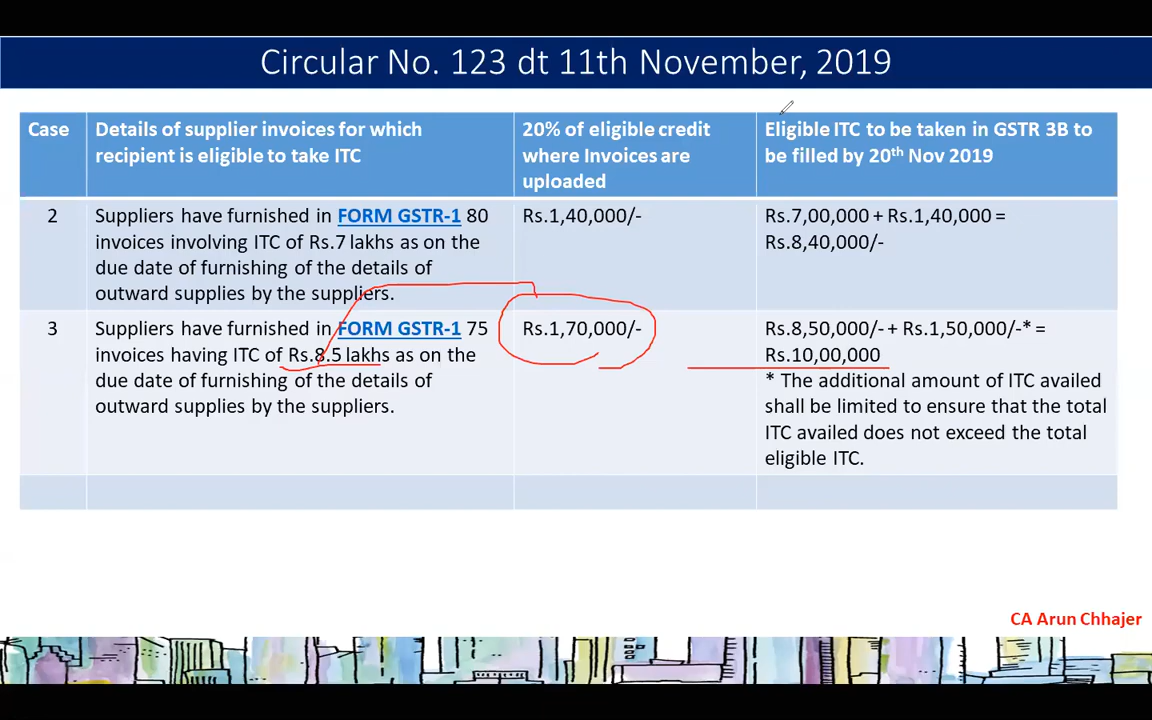 Circular No. 123 dt 11th November, 2019
Case
Details of supplier invoices for which
recipient is eligible to take ITC
20% of eligible credit
where Invoices are
uploaded
Eligible ITC to be taken in GSTR 3B to
be filled by 20th Nov 2019
2
Suppliers have furnished in FORM GSTR-1 80
invoices involving ITC of Rs.7 lakhs as on the
due date of furnishing of the details of
outward supplies by the suppliers.
Rs.1,40,000/-
Rs.7,00,000 + Rs.1,40,000 =
Rs.8,40,000/-
3
Suppliers have furnished in FORM GSTR-1 75
invoices having ITC of Rs.8.5 lakhs as on the
due date of furnishing of the details of
outward supplies by the suppliers.
Rs.1,70,000/-
Rs.8,50,000/- + Rs.1,50,000/-* =
Rs.10,00,000
* The additional amount of ITC availed
shall be limited to ensure that the total
ITC availed does not exceed the total
eligible ITC.
CA Arun Chhajer